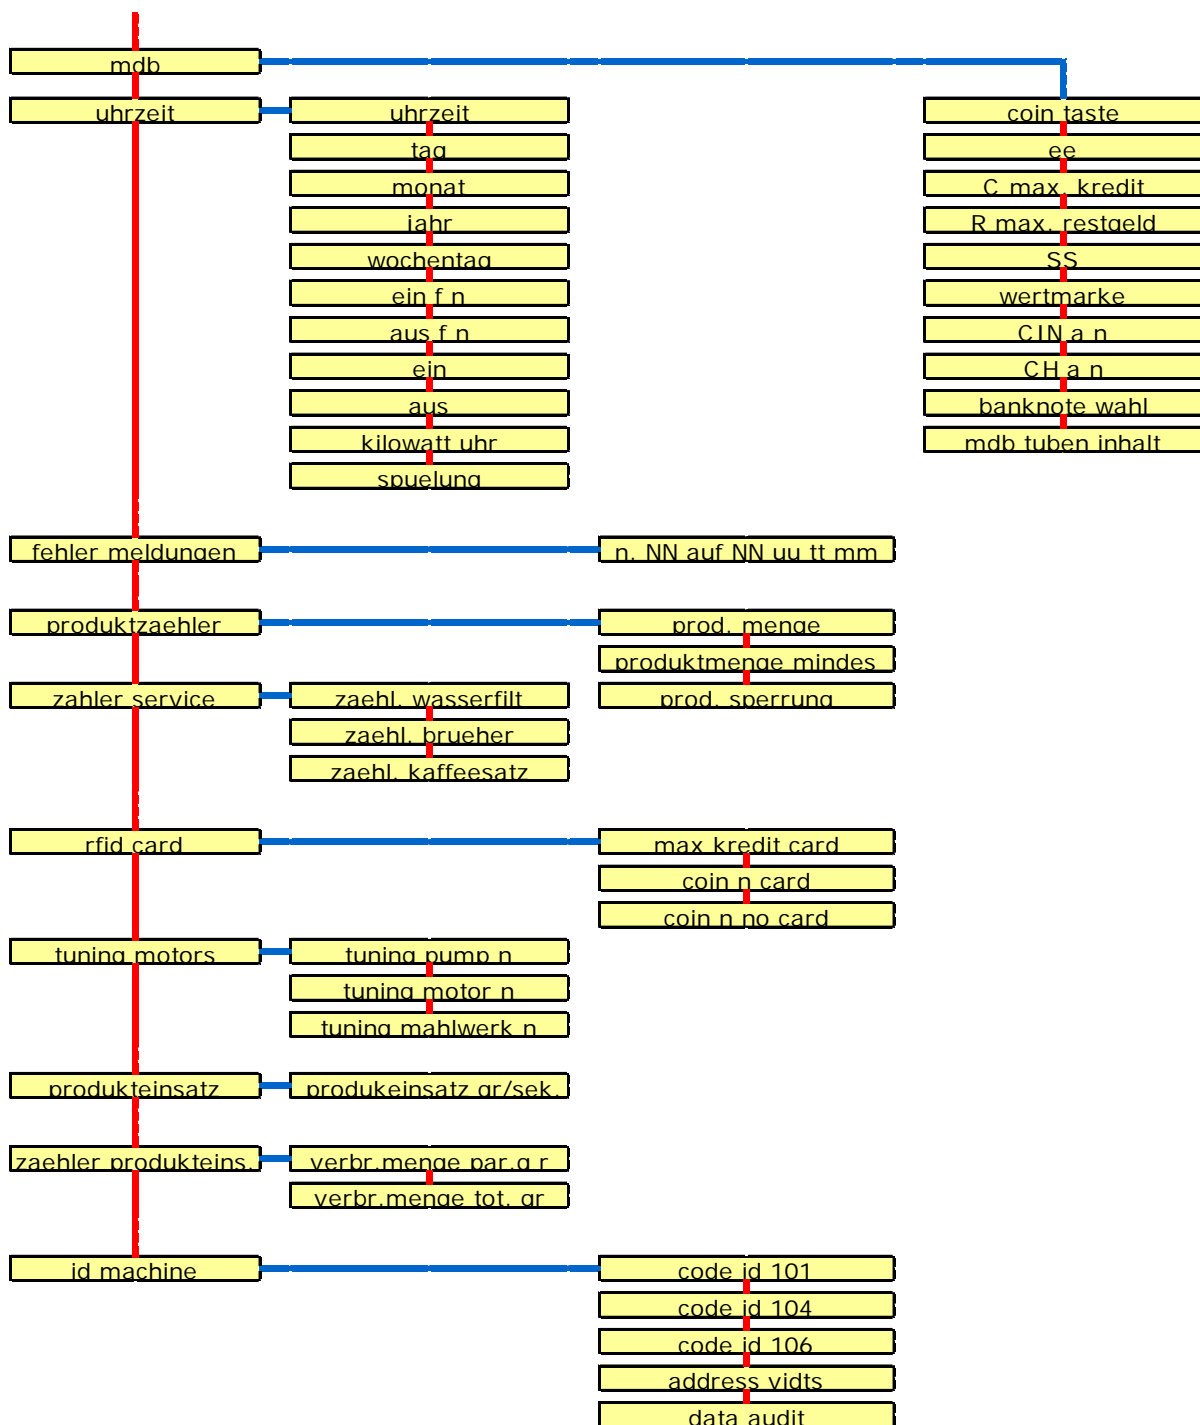 mdb
uhrzeit
uhrzeit
coin taste
tag
ee
monat
C max. kredit
jahr
R max. restgeld
wochentag
SS
ein f n
wertmarke
aus f n
CIN a n
ein
CH a n
aus
banknote wahl
kilowatt uhr
mdb tuben inhalt
spuelung
fehler meldungen
n. NN auf NN uu tt mm
produktzaehler
prod. menge
produktmenge mindes
zahler service
zaehl. wasserfilt
prod. sperrung
zaehl. brueher
zaehl. kaffeesatz
rfid card
max kredit card
coin n card
coin n no card
tuning motors
tuning pump n
tuning motor n
tuning mahlwerk n
produkteinsatz
produkeinsatz gr/sek.
zaehler produkteins.
verbr.menge par.g r
verbr.menge tot. gr
id machine
code id 101
code id 104
code id 106
address vidts
data audit